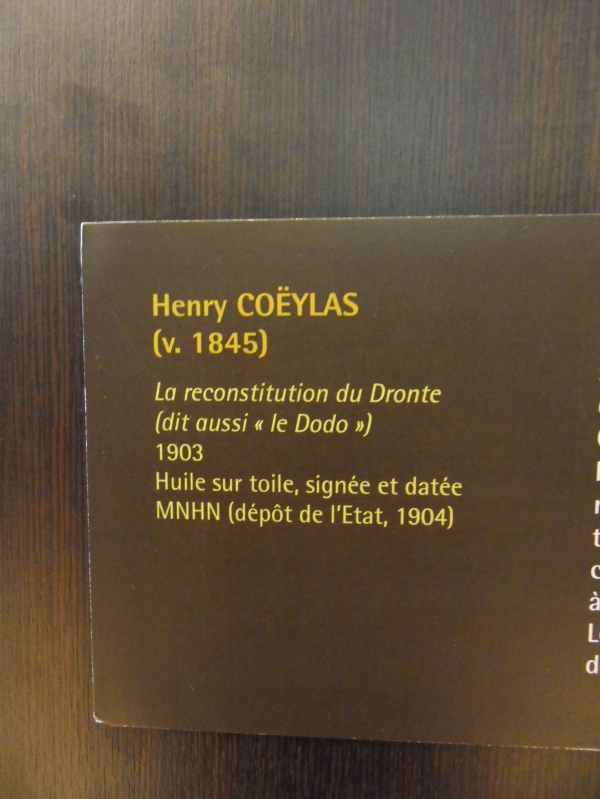 Henry COËYLAS
(v. 1845)
La reconstitution du Dronte
(dit aussi « le Dodo »)
1903
Huile sur toile, signée et datée
MNHN (dépôt de l'Etat, 1904)
à